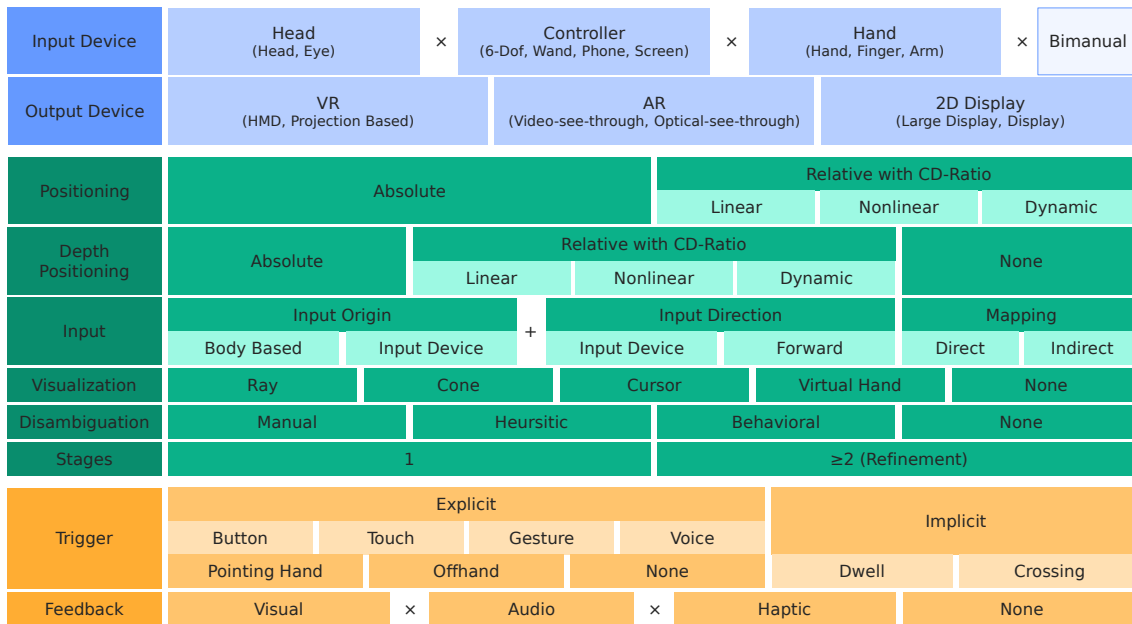 Input Device
Head
(Head, Eye)
×
Controller
(6-Dof, Wand, Phone, Screen)
×
Hand
(Hand, Finger, Arm)
×
Bimanual
Output Device
VR
(HMD, Projection Based)
AR
(Video-see-through, Optical-see-through)
2D Display
(Large Display, Display)
Positioning
Absolute
Relative with CD-Ratio
Linear
Nonlinear
Dynamic
Depth
Positioning
Absolute
Relative with CD-Ratio
Linear
Nonlinear
Dynamic
None
Input
Input Origin
Body Based
Input Device
+
Input Direction
Input Device
Forward
Mapping
Direct
Indirect
Visualization
Ray
Cone
Cursor
Virtual Hand
None
Disambiguation
Manual
Heursitic
Behavioral
None
Stages
1
≥2 (Refinement)
Trigger
Explicit
Button
Touch
Gesture
Voice
Pointing Hand
Offhand
None
Implicit
Dwell
Crossing
Feedback
Visual
×
Audio
×
Haptic
None